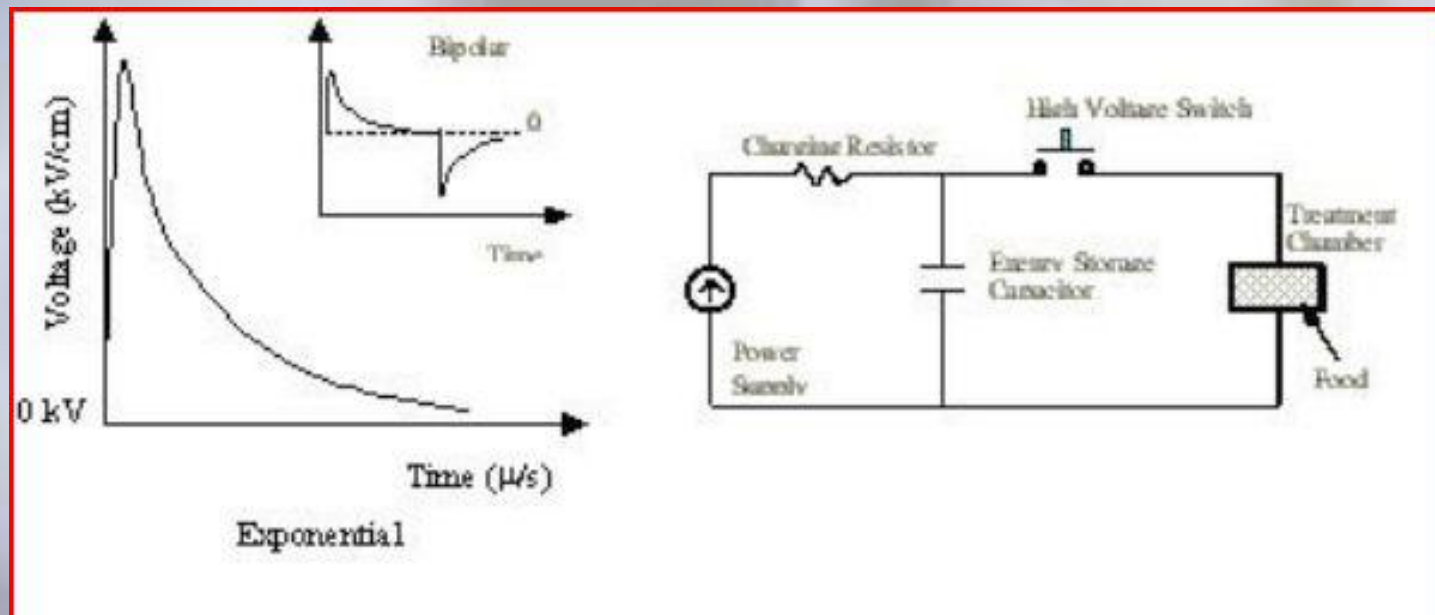 Bipolar
0
Time
Voltage (kV/cm)
0 kV
Time (μ/s)
Exponential
High Voltage Switch
Charging Resistor
Treatment
Chamber
Energy Storage
Capacitor
Power
Supply
Food